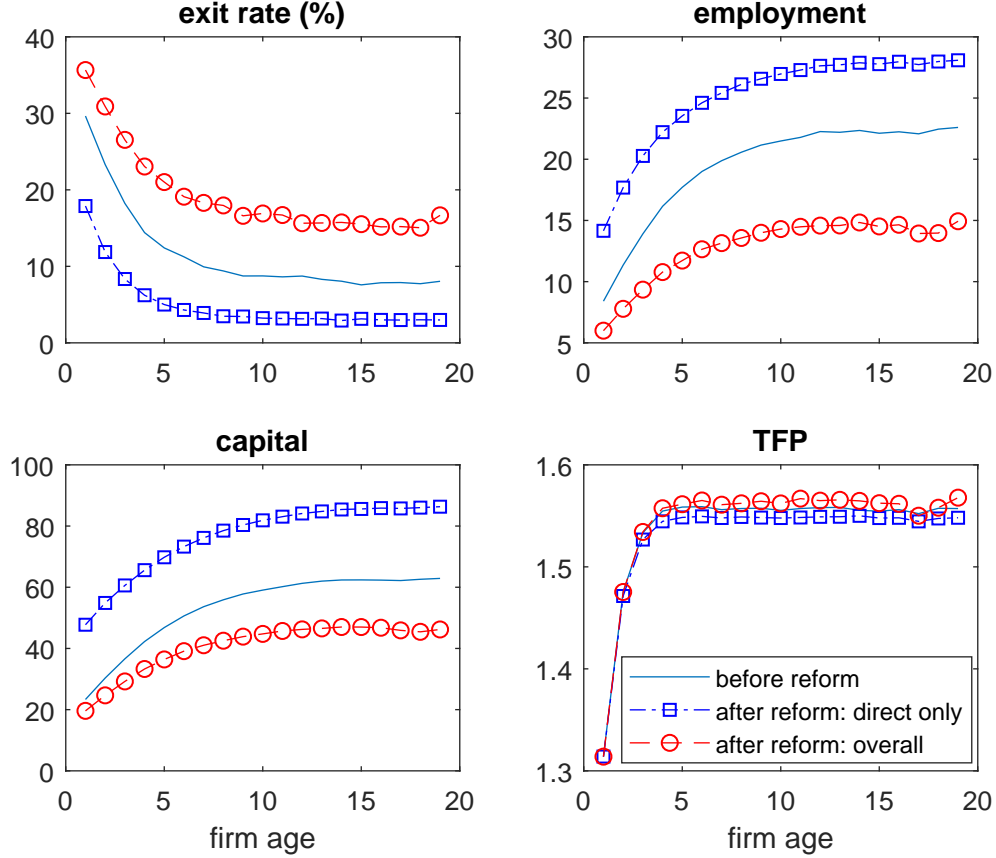 exit rate (%)
40
30
20
10
0
0 5 10 15 20
employment
30
25
20
15
10
5
0 5 10 15 20
capital
100
80
60
40
20
0
0 5 10 15 20
firm age
TFP
1.6
1.5
1.4
1.3
0 5 10 15 20
firm age
before reform
after reform: direct only
after reform: overall